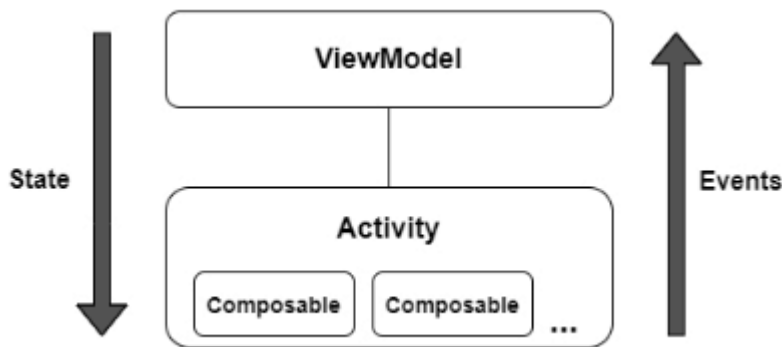 ViewModel
State
Events
Activity
Composable
Composable
...